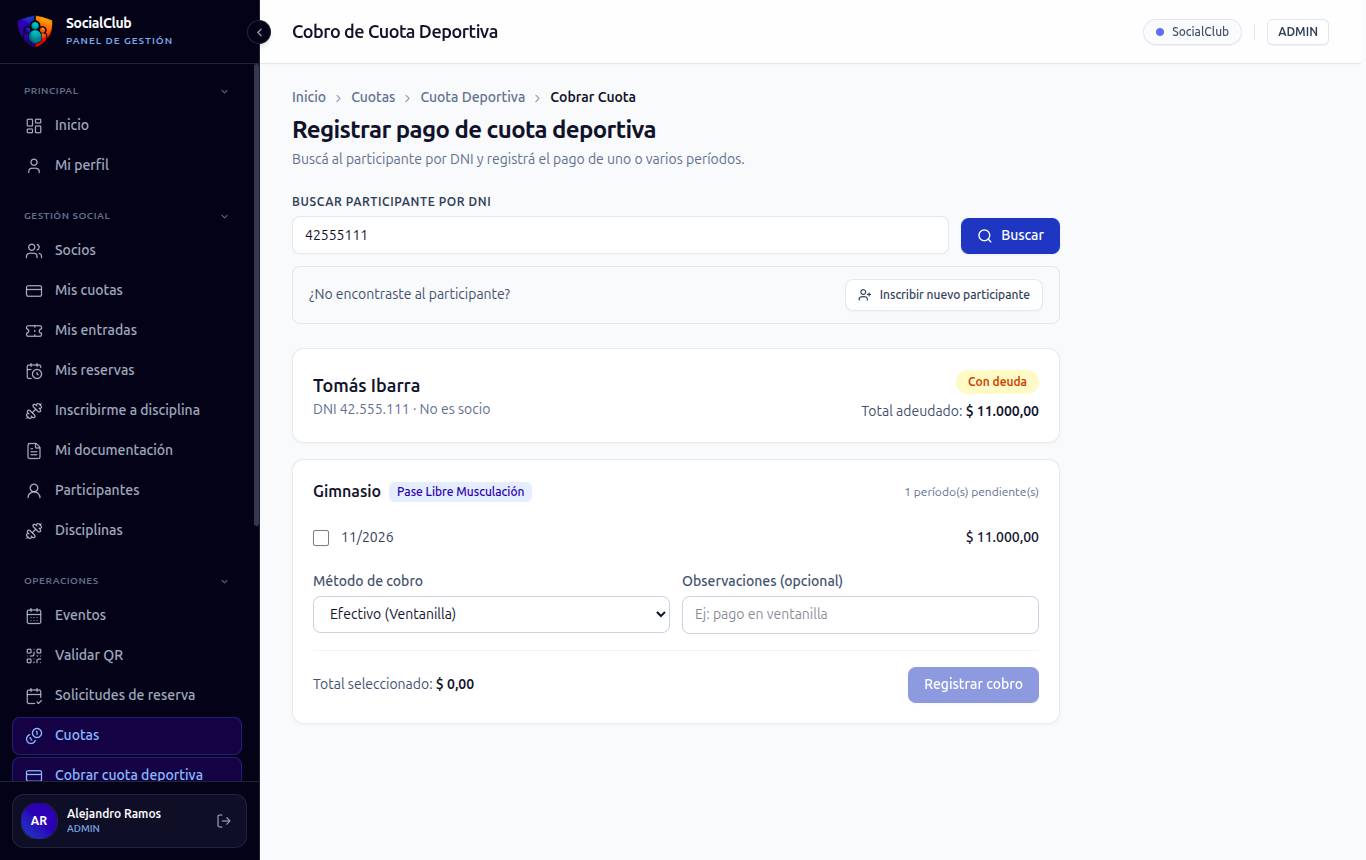 SocialClub
PANEL DE GESTIÓN
PRINCIPAL
Inicio
Mi perfil
GESTIÓN SOCIAL
Socios
Mis cuotas
Mis entradas
Mis reservas
Inscribirme a disciplina
Mi documentación
Participantes
Disciplinas
OPERACIONES
Eventos
Validar QR
Solicitudes de reserva
Cuotas
Cobrar cuota deportiva
AR
Alejandro Ramos
ADMIN
Cobro de Cuota Deportiva
SocialClub
ADMIN
Inicio > Cuotas > Cuota Deportiva > Cobrar Cuota
Registrar pago de cuota deportiva
Buscá al participante por DNI y registrá el pago de uno o varios períodos.
BUSCAR PARTICIPANTE POR DNI
42555111
Buscar
¿No encontraste al participante?
Inscribir nuevo participante
Tomás Ibarra
Con deuda
DNI 42.555.111 · No es socio
Total adeudado: $ 11.000,00
Gimnasio
Pase Libre Musculación
1 período(s) pendiente(s)
11/2026
$ 11.000,00
Método de cobro
Observaciones (opcional)
Efectivo (Ventanilla)
Ej: pago en ventanilla
Total seleccionado: $ 0,00
Registrar cobro